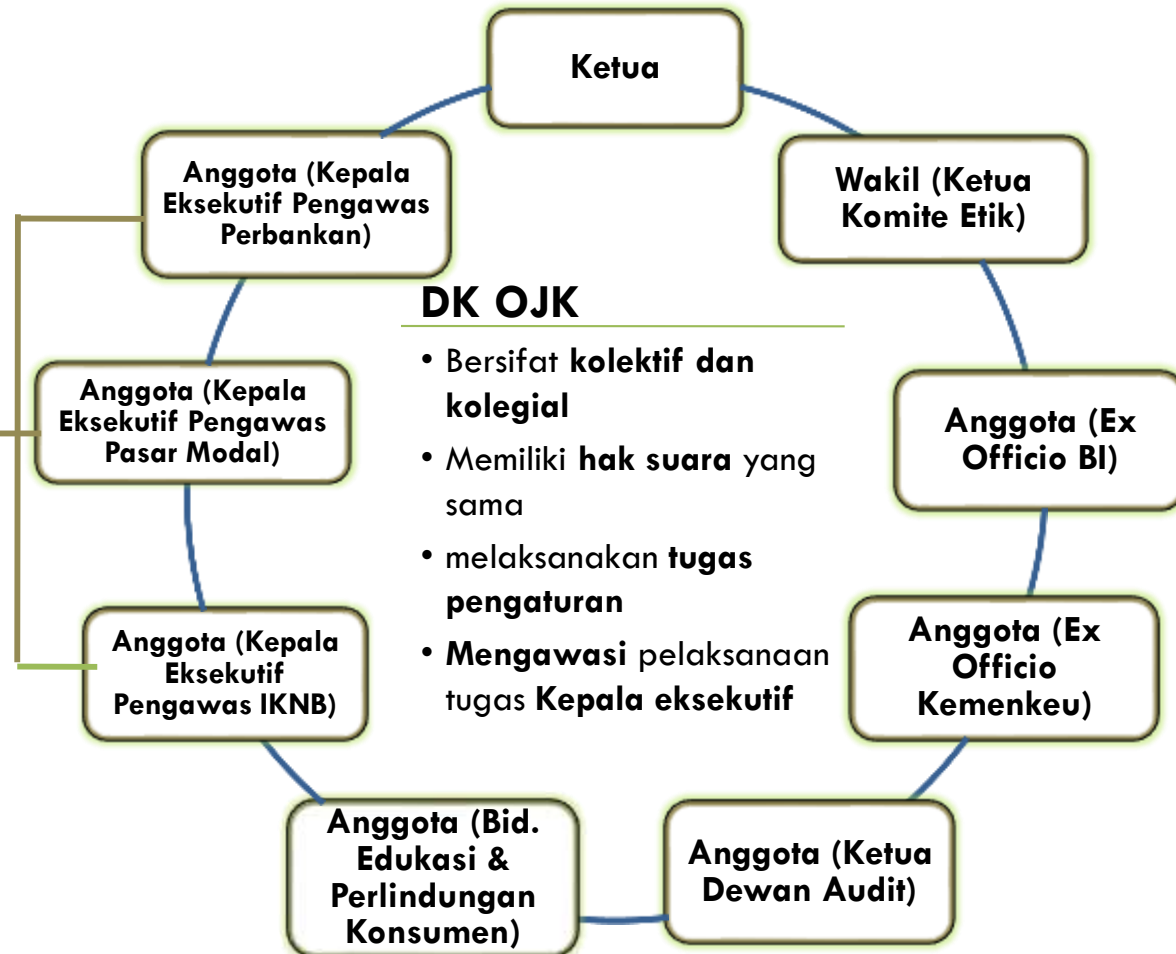 Ketua
Wakil (Ketua
Komite Etik)
Anggota (Ex
Officio BI)
Anggota (Ex
Officio
Kemenkeu)
Anggota (Ketua
Dewan Audit)
Anggota (Bid.
Edukasi &
Perlindungan
Konsumen)
Anggota (Kepala
Eksekutif
Pengawas IKNB)
Anggota (Kepala
Eksekutif Pengawas
Pasar Modal)
Anggota (Kepala
Eksekutif Pengawas
Perbankan)
DK OJK
• Bersifat kolektif dan
kolegial
• Memiliki hak suara yang
sama
• melaksanakan tugas
pengaturan
• Mengawasi pelaksanaan
tugas Kepala eksekutif